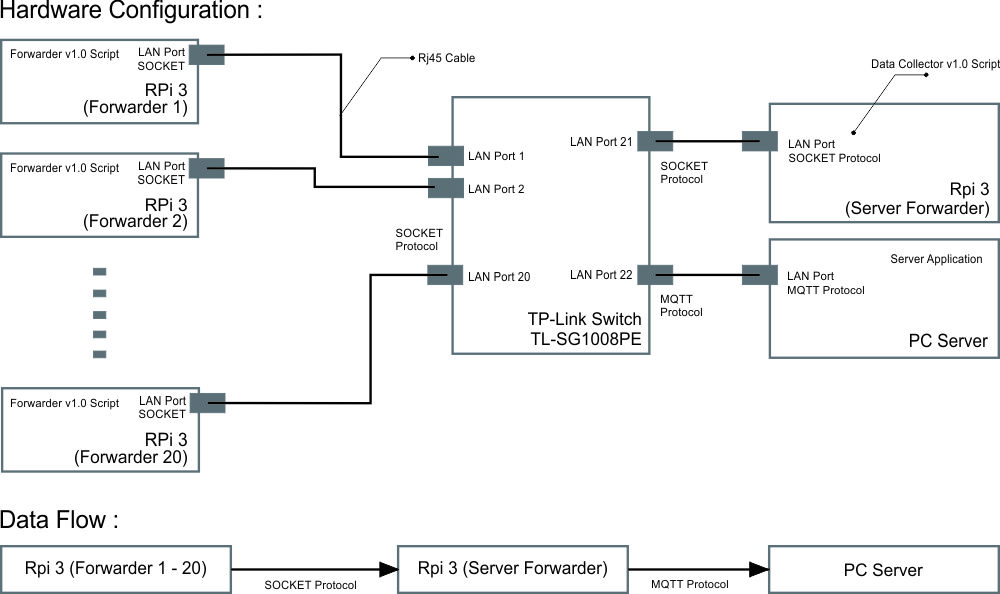 Hardware Configuration :
Forwarder v1.0 Script
LAN Port
SOCKET
RPi 3
(Forwarder 1)
Rj45 Cable
Forwarder v1.0 Script
LAN Port
SOCKET
RPi 3
(Forwarder 2)
Forwarder v1.0 Script
LAN Port
SOCKET
RPi 3
(Forwarder 20)
SOCKET
Protocol
LAN Port 1
LAN Port 2
LAN Port 20
LAN Port 21
LAN Port 22
TP-Link Switch
TL-SG1008PE
SOCKET
Protocol
MQTT
Protocol
Data Collector v1.0 Script
LAN Port
SOCKET Protocol
Rpi 3
(Server Forwarder)
Server Application
LAN Port
MQTT Protocol
PC Server
Data Flow :
Rpi 3 (Forwarder 1 - 20)
SOCKET Protocol
Rpi 3 (Server Forwarder)
MQTT Protocol
PC Server